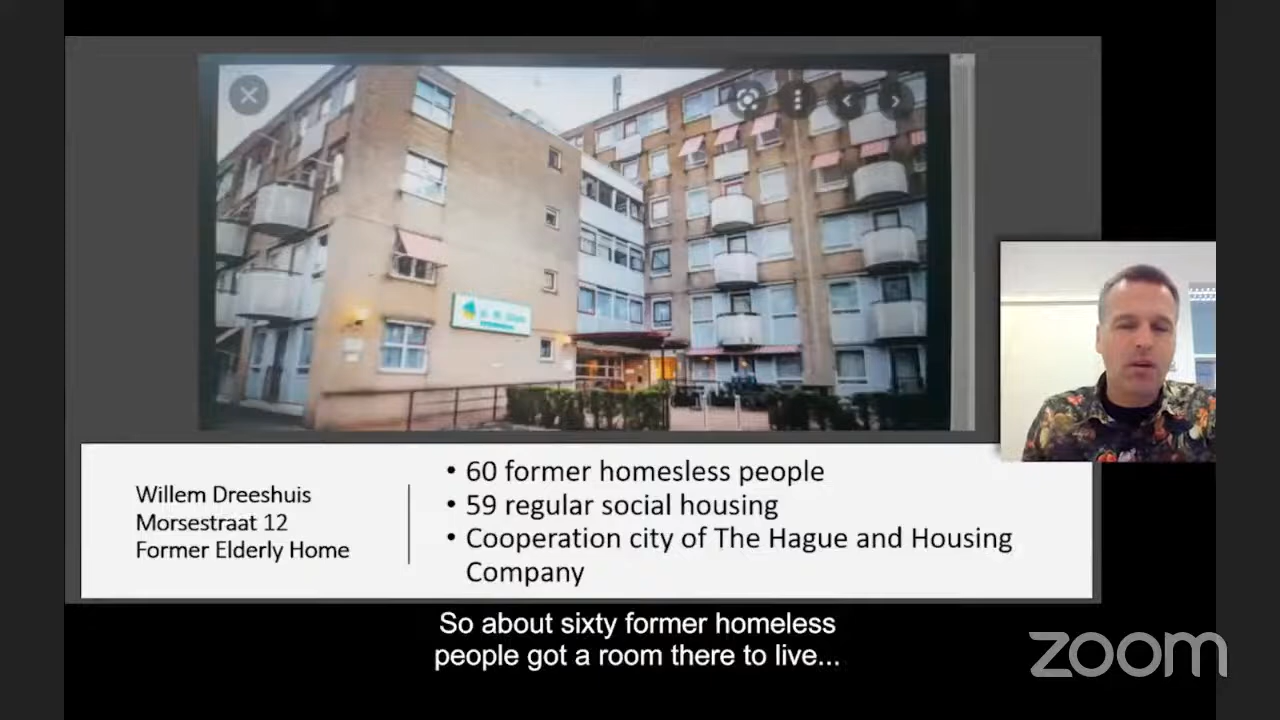 Willem Dreeshuis
Morsestraat 12
Former Elderly Home
• 60 former homesless people
• 59 regular social housing
• Cooperation city of The Hague and Housing
Company
So about sixty former homeless
people got a room there to live...
zoom